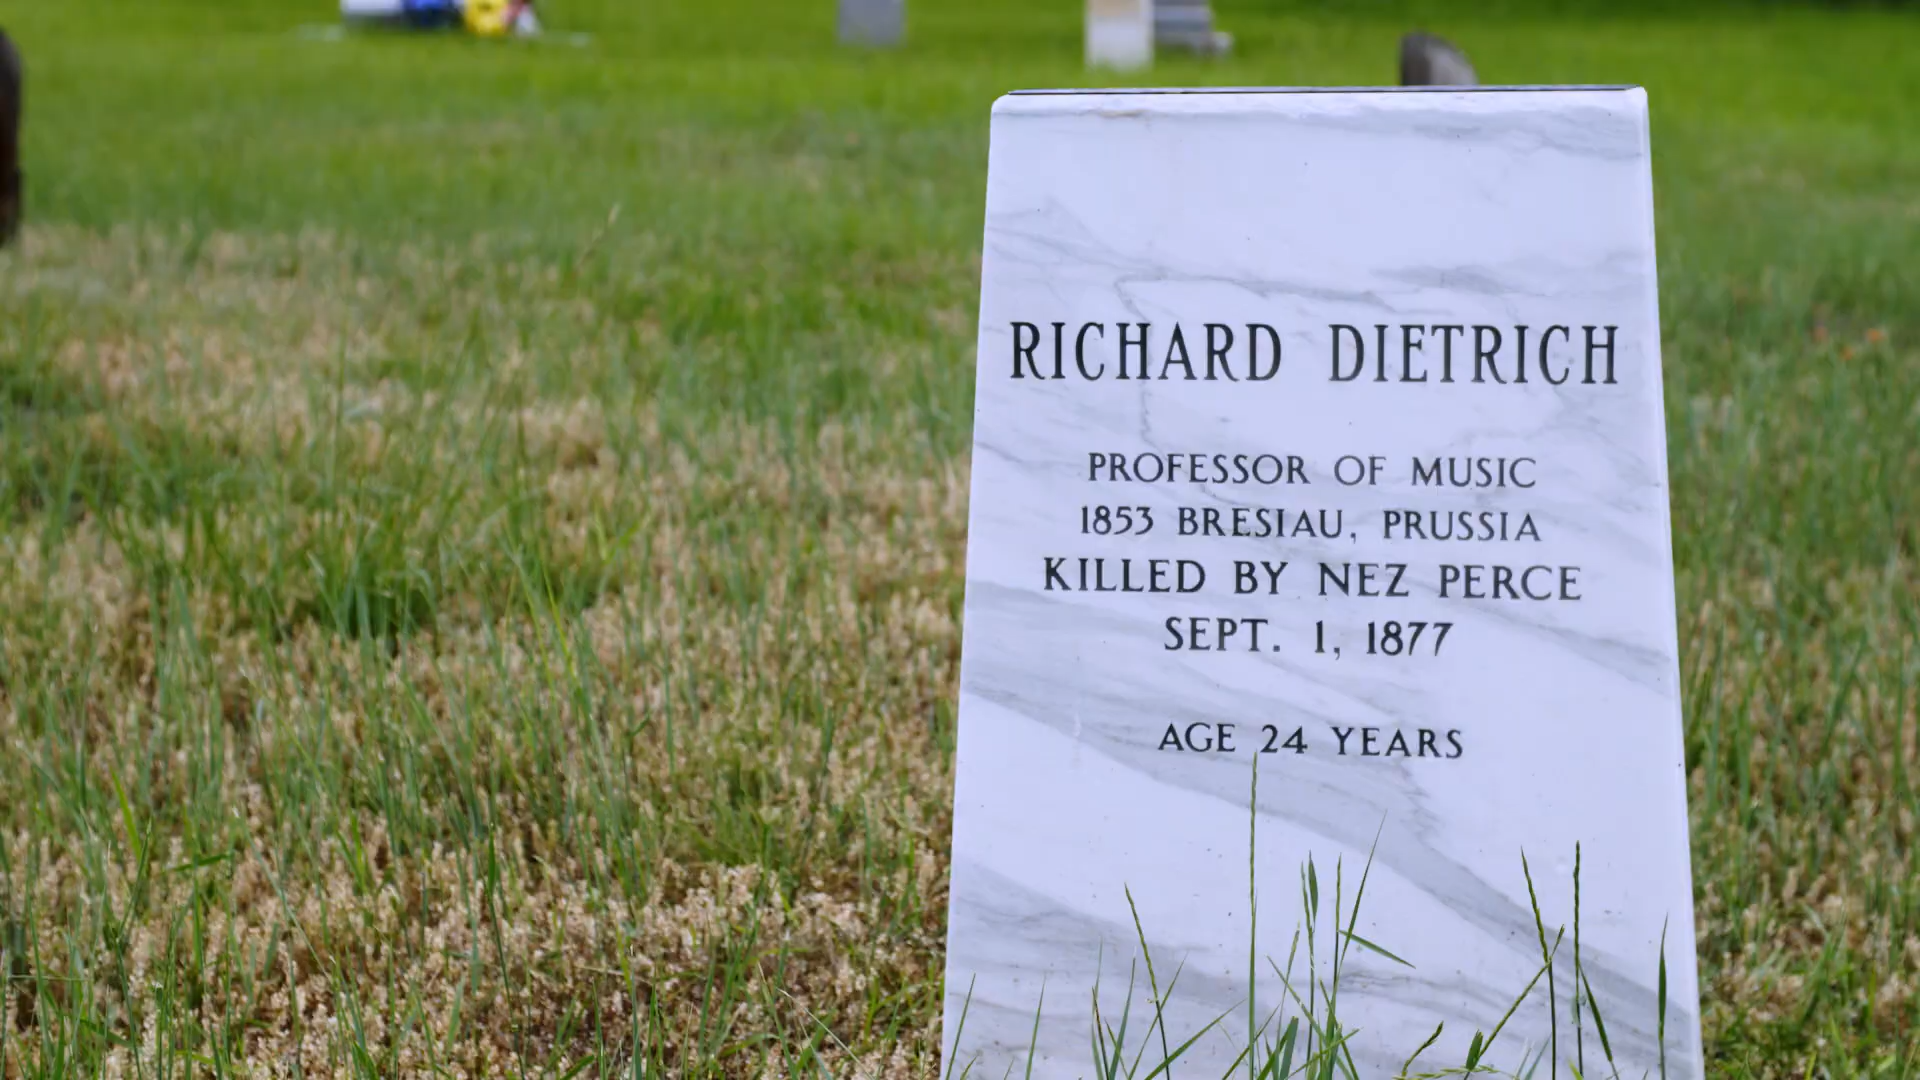 RICHARD DIETRICH
PROFESSOR OF MUSIC
1853 BRESIAU, PRUSSIA
KILLED BY NEZ PERCE
SEPT. 1, 1877
AGE 24 YEARS